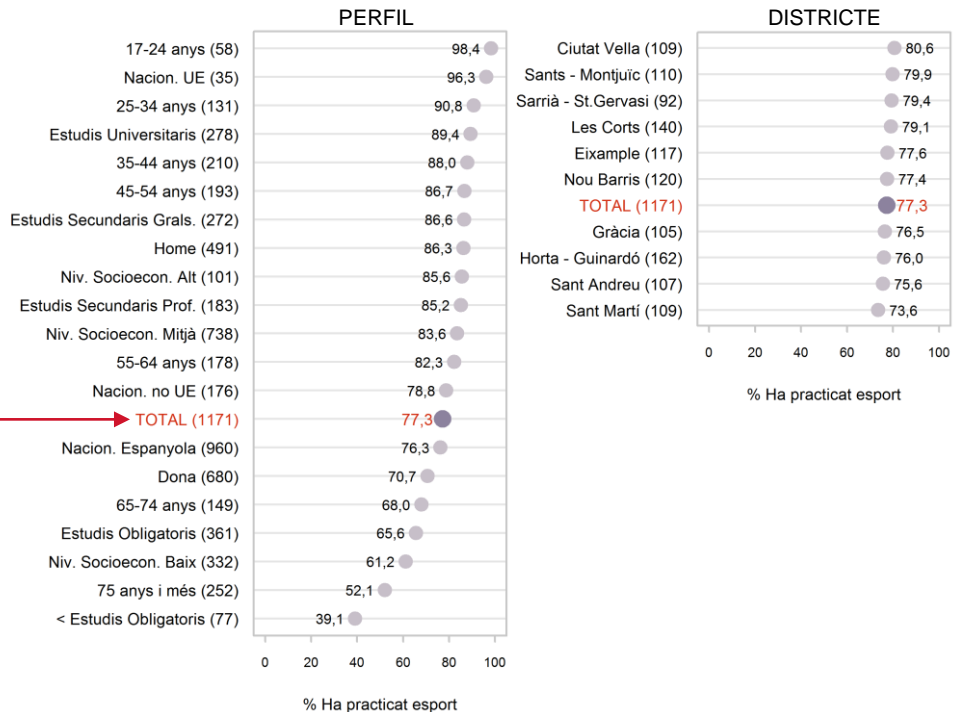 PERFIL
17-24 anys (58) 98,4
Nacion. UE (35) 96,3
25-34 anys (131) 90,8
Estudis Universitaris (278) 89,4
35-44 anys (210) 88,0
45-54 anys (193) 86,7
Estudis Secundaris Grals. (272) 86,6
Home (491) 86,3
Niv. Socioecon. Alt (101) 85,6
Estudis Secundaris Prof. (183) 85,2
Niv. Socioecon. Mitjà (738) 83,6
55-64 anys (178) 82,3
Nacion. no UE (176) 78,8
TOTAL (1171) 77,3
Nacion. Espanyola (960) 76,3
Dona (680) 70,7
65-74 anys (149) 68,0
Estudis Obligatoris (361) 65,6
Niv. Socioecon. Baix (332) 61,2
75 anys i més (252) 52,1
< Estudis Obligatoris (77) 39,1
0 20 40 60 80 100
% Ha practicat esport
DISTRICTE
Ciutat Vella (109) 80,6
Sants - Montjuïc (110) 79,9
Sarrià - St.Gervasi (92) 79,4
Les Corts (140) 79,1
Eixample (117) 77,6
Nou Barris (120) 77,4
TOTAL (1171) 77,3
Gràcia (105) 76,5
Horta - Guinardó (162) 76,0
Sant Andreu (107) 75,6
Sant Martí (109) 73,6
0 20 40 60 80 100
% Ha practicat esport